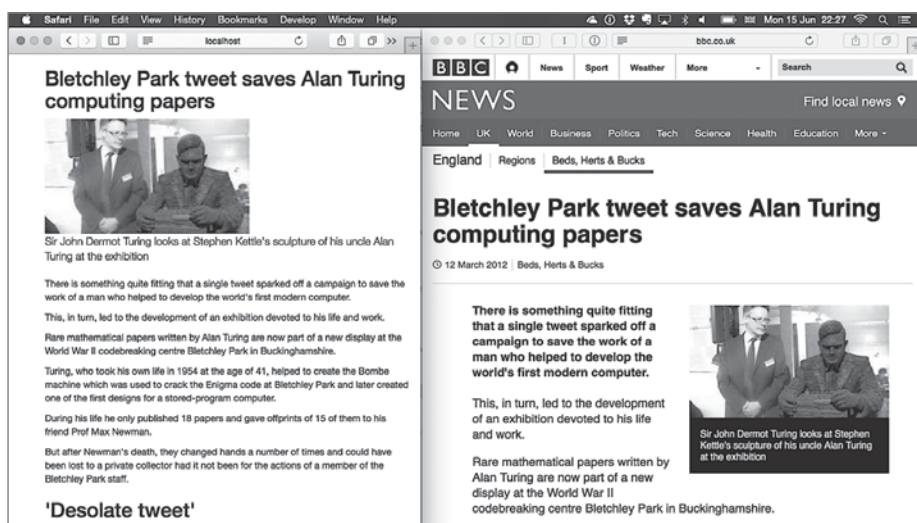 Safari File Edit View History Bookmarks Develop Window Help
Mon 15 Jun 22:27
localhost
Bletchley Park tweet saves Alan Turing
computing papers
Sir John Dermot Turing looks at Stephen Kettle's sculpture of his uncle Alan
Turing at the exhibition
There is something quite fitting that a single tweet sparked off a campaign to save the
work of a man who helped to develop the world's first modern computer.
This, in turn, led to the development of an exhibition devoted to his life and work.
Rare mathematical papers written by Alan Turing are now part of a new display at the
World War II codebreaking centre Bletchley Park in Buckinghamshire.
Turing, who took his own life in 1954 at the age of 41, helped to create the Bombe
machine which was used to crack the Enigma code at Bletchley Park and later created
one of the first designs for a stored-program computer.
During his life he only published 18 papers and gave offprints of 15 of them to his
friend Prof Max Newman.
But after Newman's death, they changed hands a number of times and could have
been lost to a private collector had it not been for the actions of a member of the
Bletchley Park staff.
'Desolate tweet'
bbc.co.uk
BBC News Sport Weather More Search
NEWS Find local news
Home UK World Business Politics Tech Science Health Education More
England Regions Beds, Herts & Bucks
Bletchley Park tweet saves Alan Turing
computing papers
12 March 2012 Beds, Herts & Bucks
There is something quite fitting
that a single tweet sparked off a
campaign to save the work of a
man who helped to develop the
world's first modern computer.
This, in turn, led to the development
of an exhibition devoted to his life
and work.
Rare mathematical papers written by
Alan Turing are now part of a new
display at the World War II
codebreaking centre Bletchley Park in Buckinghamshire.
Sir John Dermot Turing looks at Stephen
Kettle's sculpture of his uncle Alan Turing
at the exhibition